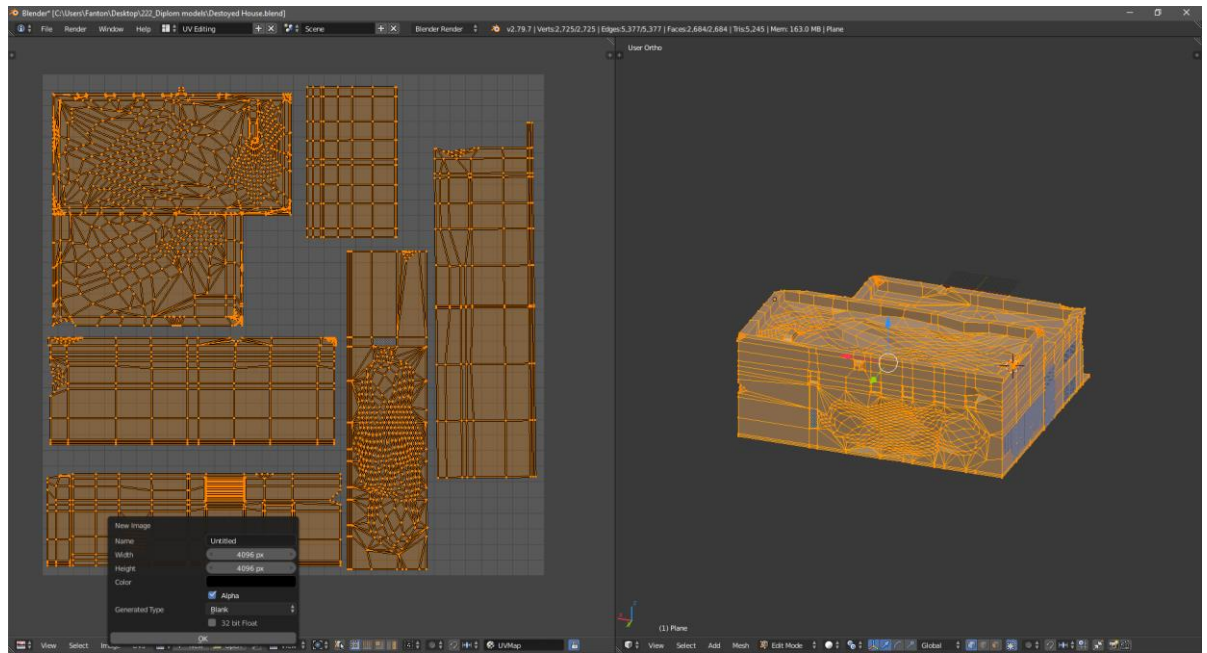 Blender* [C:\Users\Fanton\Desktop\222_Diplom models\Destoyed House.blend]
File Render Window Help UV Editing Scene Blender Render v2.79.7 | Verts:2,725/2,725 | Edges:5,377/5,377 | Faces:2,684/2,684 | Tris:5,245 | Mem: 163.0 MB | Plane
User Ortho
New Image
Name Untitled
Width 4096 px
Height 4096 px
Color
Alpha
Generated Type Blank
32 bit Float
OK
(1) Plane
View Select UVMap
View Select Add Mesh Edit Mode Global